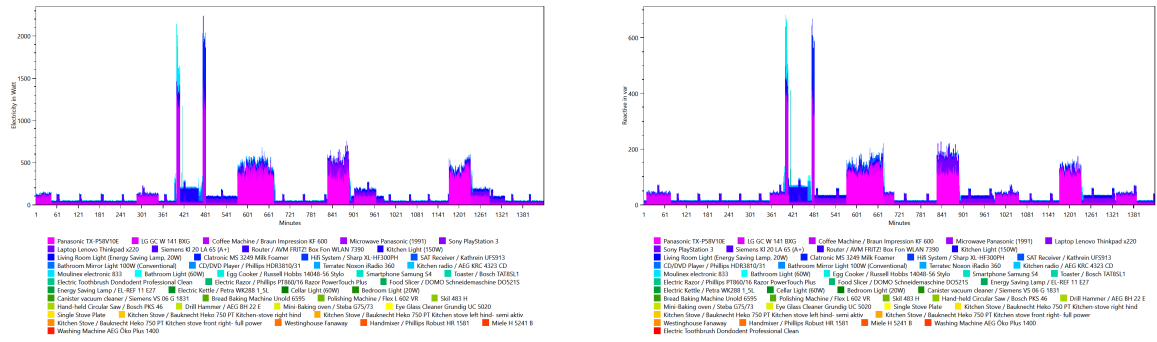 Electricity in Watt
2000
1500
1000
500
0
1 61 121 181 241 301 361 421 481 541 601 661 721 781 841 901 961 1021 1081 1141 1201 1261 1321 1381
Minutes
Panasonic TX-P58V10E LG GC W 141 BXG Coffee Machine / Braun Impression KF 600 Microwave Panasonic (1991) Sony PlayStation 3
Laptop Lenovo Thinkpad x220 Siemens KI 20 LA 65 (A+) Router / AVM FRITZ! Box Fon WLAN 7390 Kitchen Light (150W)
Living Room Light (Energy Saving Lamp, 20W) Clatronic MS 3249 Milk Foamer Hifi System / Sharp XL-HF300PH SAT Receiver / Kathrein UFS913
Bathroom Mirror Light 100W (Conventional) CD/DVD Player / Phillips HDR3810/31 Terratec Noxon iRadio 360 Kitchen radio / AEG KRC 4323 CD
Moulinex electronic 833 Bathroom Light (60W) Egg Cooker / Russell Hobbs 14048-56 Stylo Smartphone Samsung S4 Toaster / Bosch TAT8SL1
Electric Toothbrush Dondodent Professional Clean Electric Razor / Phillips PT860/16 Razor PowerTouch Plus Food Slicer / DOMO Schneidemaschine DO521S
Energy Saving Lamp / EL-REF 11 E27 Electric Kettle / Petra WK288 1_5L Cellar Light (60W) Bedroom Light (20W)
Canister vacuum cleaner / Siemens VS 06 G 1831 Bread Baking Machine Unold 6595 Polishing Machine / Flex L 602 VR Skil 483 H
Hand-held Circular Saw / Bosch PKS 46 Drill Hammer / AEG BH 22 E Mini-Baking oven / Steba G75/73 Eye Glass Cleaner Grundig UC 5020
Single Stove Plate Kitchen Stove / Bauknecht Heko 750 PT Kitchen-stove right hind Kitchen Stove / Bauknecht Heko 750 PT Kitchen stove left hind- semi aktiv
Kitchen Stove / Bauknecht Heko 750 PT Kitchen stove front right- full power Westinghouse Fanaway Handmixer / Phillips Robust HR 1581 Miele H 5241 B
Washing Machine AEG Öko Plus 1400
Reactive in var
600
400
200
0
1 61 121 181 241 301 361 421 481 541 601 661 721 781 841 901 961 1021 1081 1141 1201 1261 1321 1381
Minutes
Panasonic TX-P58V10E LG GC W 141 BXG Coffee Machine / Braun Impression KF 600 Microwave Panasonic (1991) Laptop Lenovo Thinkpad x220
Sony PlayStation 3 Siemens KI 20 LA 65 (A+) Router / AVM FRITZ! Box Fon WLAN 7390 Kitchen Light (150W)
Living Room Light (Energy Saving Lamp, 20W) Clatronic MS 3249 Milk Foamer Hifi System / Sharp XL-HF300PH SAT Receiver / Kathrein UFS913
CD/DVD Player / Phillips HDR3810/31 Bathroom Mirror Light 100W (Conventional) Terratec Noxon iRadio 360 Kitchen radio / AEG KRC 4323 CD
Moulinex electronic 833 Bathroom Light (60W) Egg Cooker / Russell Hobbs 14048-56 Stylo Smartphone Samsung S4 Toaster / Bosch TAT8SL1
Electric Razor / Phillips PT860/16 Razor PowerTouch Plus Food Slicer / DOMO Schneidemaschine DO521S Energy Saving Lamp / EL-REF 11 E27
Electric Kettle / Petra WK288 1_5L Cellar Light (60W) Bedroom Light (20W) Canister vacuum cleaner / Siemens VS 06 G 1831
Bread Baking Machine Unold 6595 Polishing Machine / Flex L 602 VR Skil 483 H Hand-held Circular Saw / Bosch PKS 46 Drill Hammer / AEG BH 22 E
Mini-Baking oven / Steba G75/73 Eye Glass Cleaner Grundig UC 5020 Single Stove Plate Kitchen Stove / Bauknecht Heko 750 PT Kitchen-stove right hind
Kitchen Stove / Bauknecht Heko 750 PT Kitchen stove left hind- semi aktiv Kitchen Stove / Bauknecht Heko 750 PT Kitchen stove front right- full power
Westinghouse Fanaway Handmixer / Phillips Robust HR 1581 Miele H 5241 B Washing Machine AEG Öko Plus 1400
Electric Toothbrush Dondodent Professional Clean